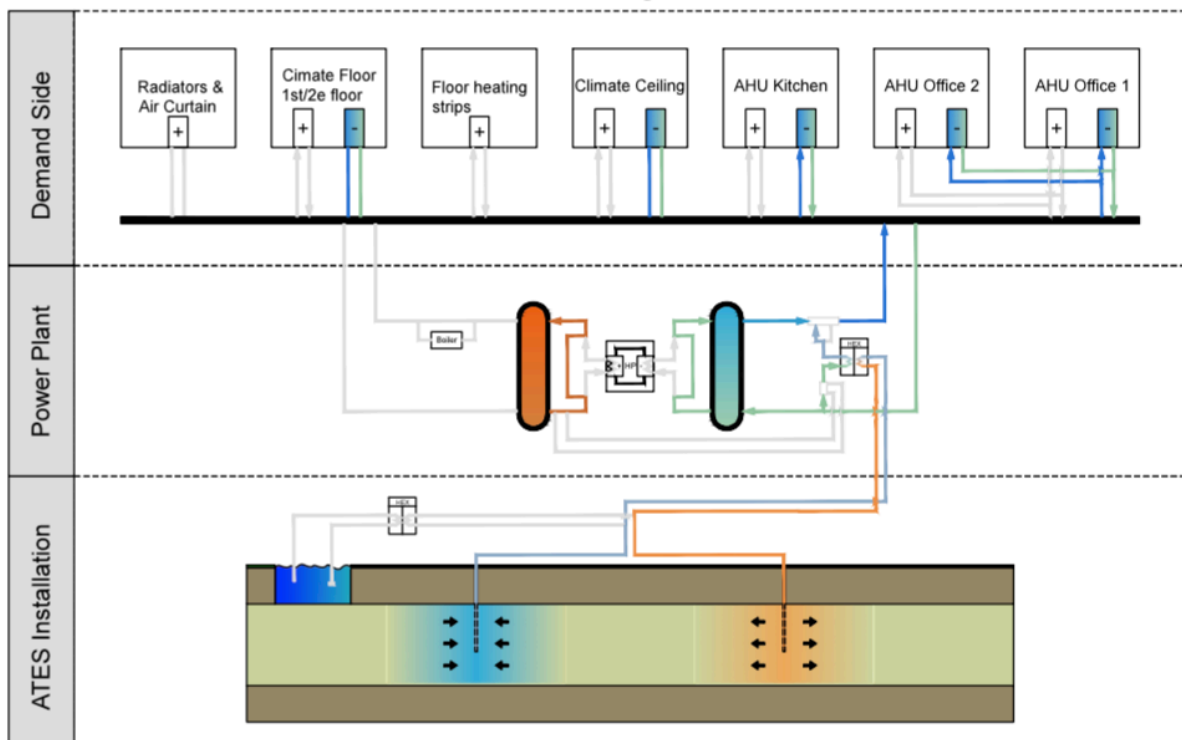 Demand Side
Radiators &
Air Curtain
+
Cimate Floor
1st/2e floor
+ -
Floor heating
strips
+
Climate Ceiling
+ -
AHU Kitchen
+ -
AHU Office 2
+ -
AHU Office 1
+ -
Power Plant
Boiler
+ HP -
HEX
ATES Installation
HEX